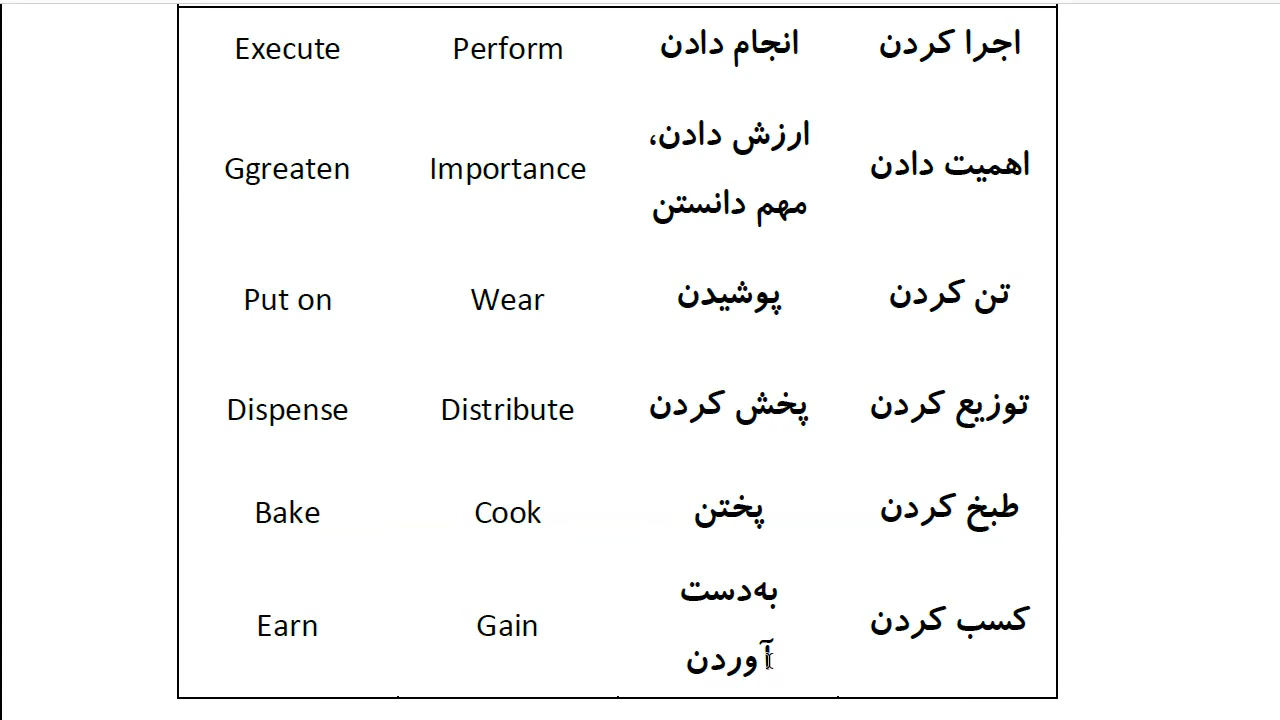 Execute Perform انجام دادن اجرا کردن
Ggreaten Importance ارزش دادن، اهمیت دادن
مهم دانستن
Put on Wear پوشیدن تن کردن
Dispense Distribute پخش کردن توزیع کردن
Bake Cook پختن طبخ کردن
Earn Gain به‌دست کسب کردن
آوردن